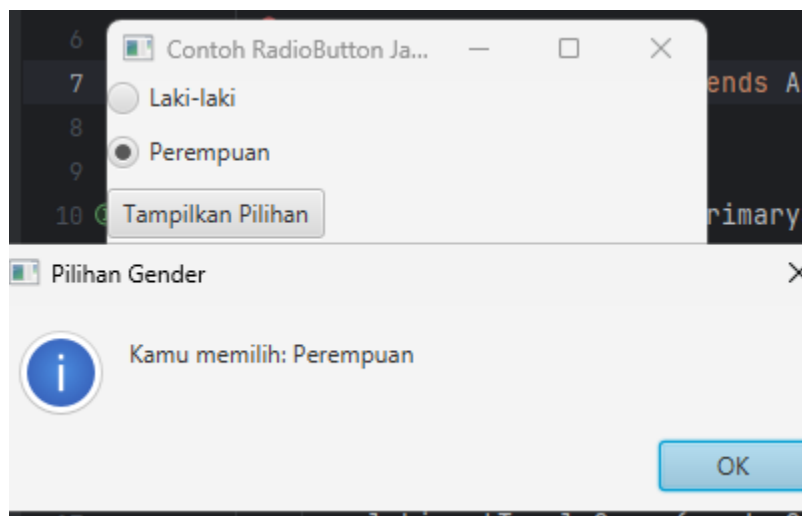 6
Contoh RadioButton Ja...
7
ends A
Laki-laki
8
Perempuan
9
10
Tampilkan Pilihan
rimary
Pilihan Gender
Kamu memilih: Perempuan
OK